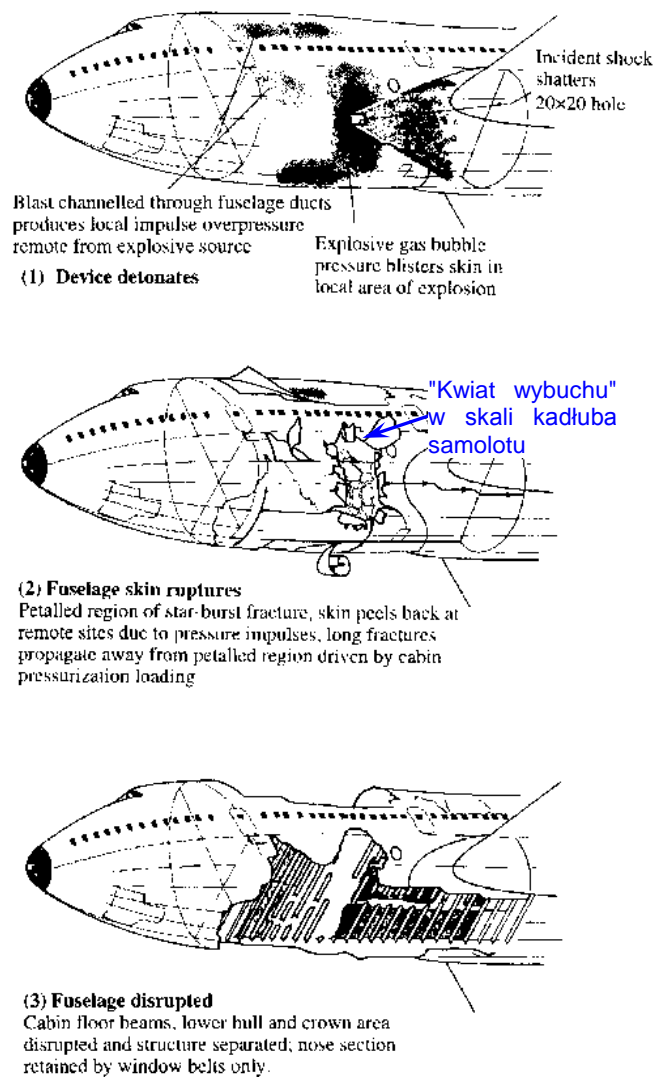 Incident shock
shatters
20×20 hole
Blast channelled through fuselage ducts
produces local impulse overpressure
remote from explosive source
Explosive gas bubble
pressure blisters skin in
local area of explosion
(1) Device detonates
"Kwiat wybuchu"
w skali kadłuba
samolotu
(2) Fuselage skin ruptures
Petalled region of star-burst fracture, skin peels back at
remote sites due to pressure impulses, long fractures
propagate away from petalled region driven by cabin
pressurization loading
(3) Fuselage disrupted
Cabin floor beams, lower hull and crown area
disrupted and structure separated; nose section
retained by window belts only.